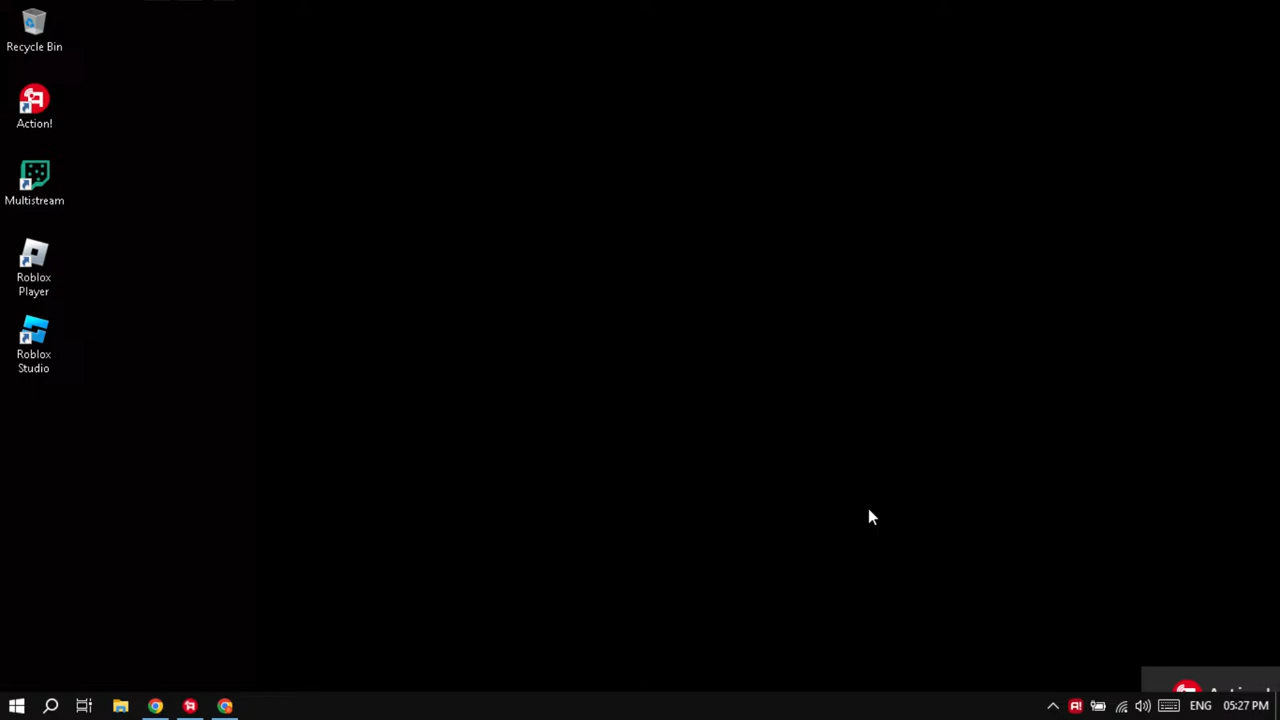 Recycle Bin
Action!
Multistream
Roblox
Player
Roblox
Studio
ENG
05:27 PM